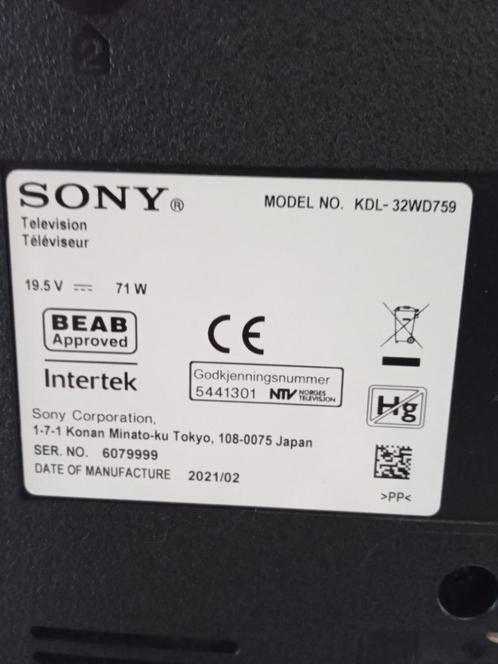 2
SONY® MODEL NO. KDL-32WD759
Television
Téléviseur
19.5 V 71 W
BEAB
Approved
CE
Intertek
Godkjenningsnummer
5441301 NTV NORGES
TELEVISJON
Hg
Sony Corporation,
1-7-1 Konan Minato-ku Tokyo, 108-0075 Japan
SER. NO. 6079999
DATE OF MANUFACTURE 2021/02
>PP<